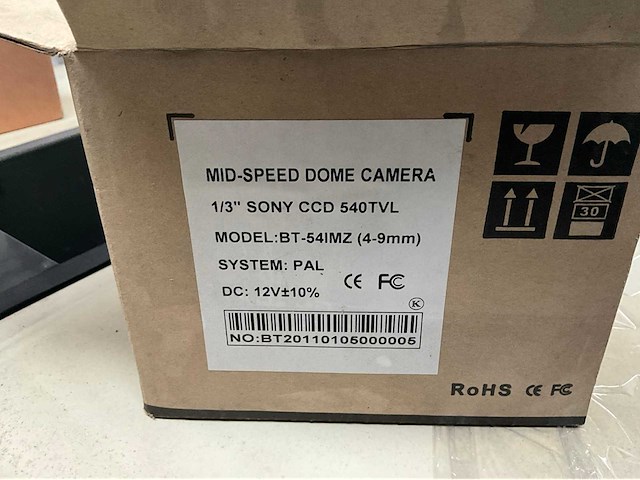 MID-SPEED DOME CAMERA
1/3" SONY CCD 540TVL
MODEL:BT-54IMZ (4-9mm)
SYSTEM: PAL
CE FC
DC: 12V±10%
K
NO:BT20110105000005
30
RoHS CE FC